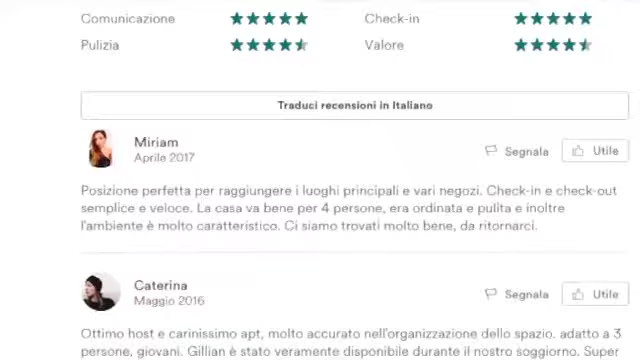 Comunicazione
Check-in
Pulizia
Valore
Traduci recensioni in Italiano
Miriam
Aprile 2017
Segnala
Utile
Posizione perfetta per raggiungere i luoghi principali e vari negozi. Check-in e check-out
semplice e veloce. La casa va bene per 4 persone, era ordinata e pulita e inoltre
l'ambiente è molto caratteristico. Ci siamo trovati molto bene, da ritornarci.
Caterina
Maggio 2016
Segnala
Utile
Ottimo host e carinissimo apt, molto accurato nell'organizzazione dello spazio. adatto a 3
persone, giovani. Gillian è stato veramente disponibile durante il nostro soggiorno. Super